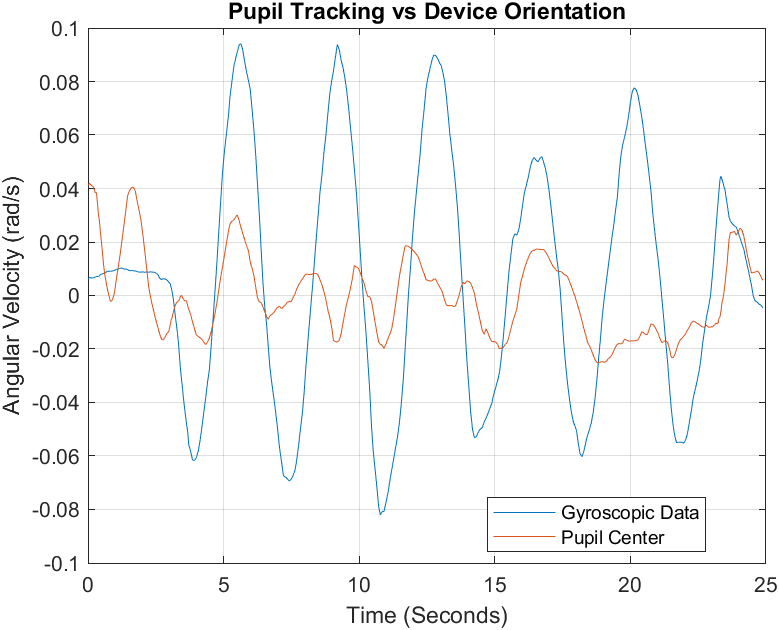 Pupil Tracking vs Device Orientation
0.1
0.08
0.06
0.04
0.02
0
-0.02
-0.04
-0.06
-0.08
-0.1
Angular Velocity (rad/s)
Gyroscopic Data
Pupil Center
0 5 10 15 20 25
Time (Seconds)